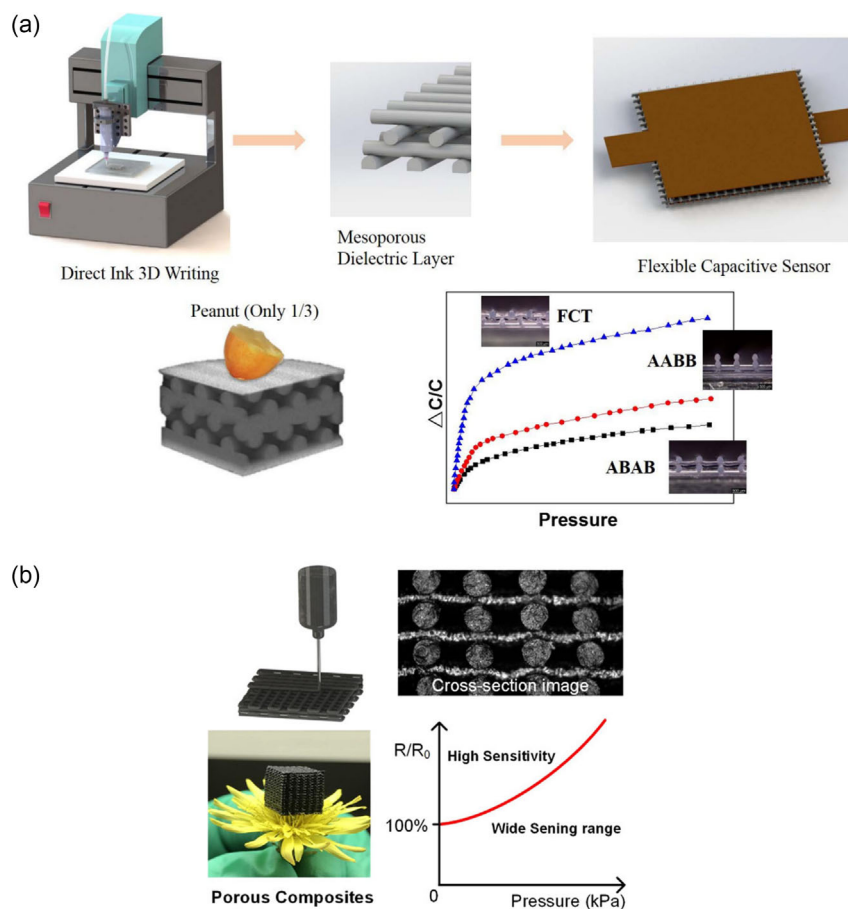 (a)
Direct Ink 3D Writing
Mesoporous
Dielectric Layer
Flexible Capacitive Sensor
Peanut (Only 1/3)
△C/C
FCT
AABB
ABAB
Pressure
(b)
Cross-section image
Porous Composites
R/R0
High Sensitivity
100%
Wide Sening range
0
Pressure (kPa)